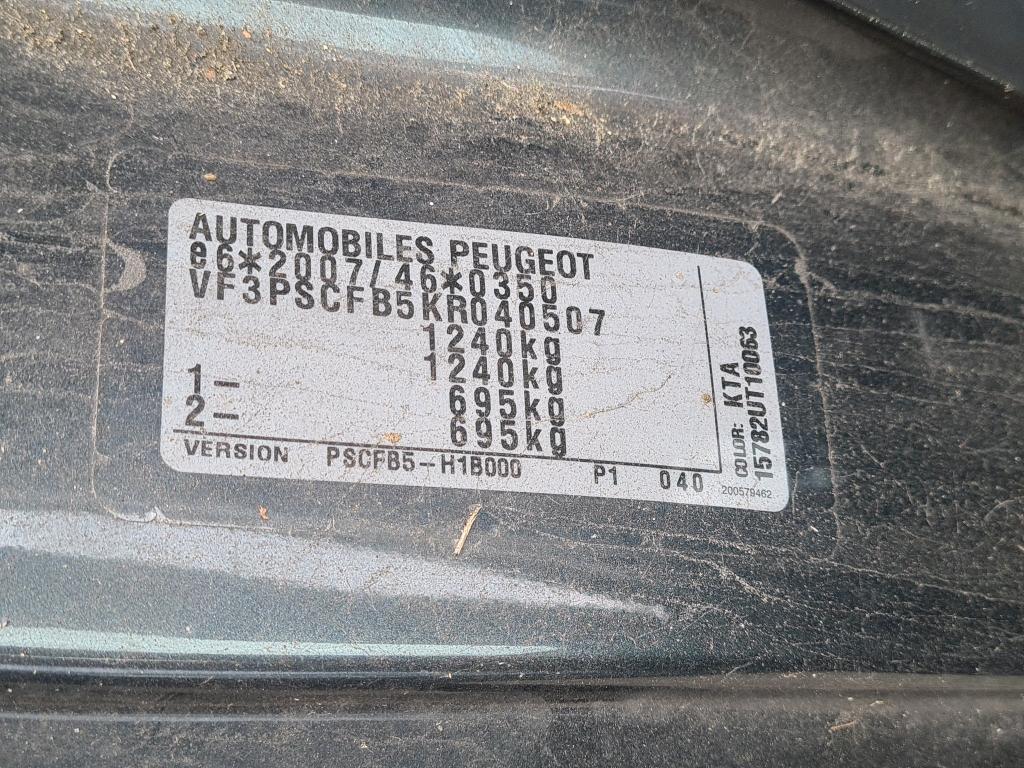 AUTOMOBILES PEUGEOT
e6*2007/46*0350
VF3PSCFB5KR040507
1240kg
1240kg
1- 695kg
2- 695kg
VERSION PSCFB5-H1B000 P1 040
COLOR: KTA
15782UT10063
200579462